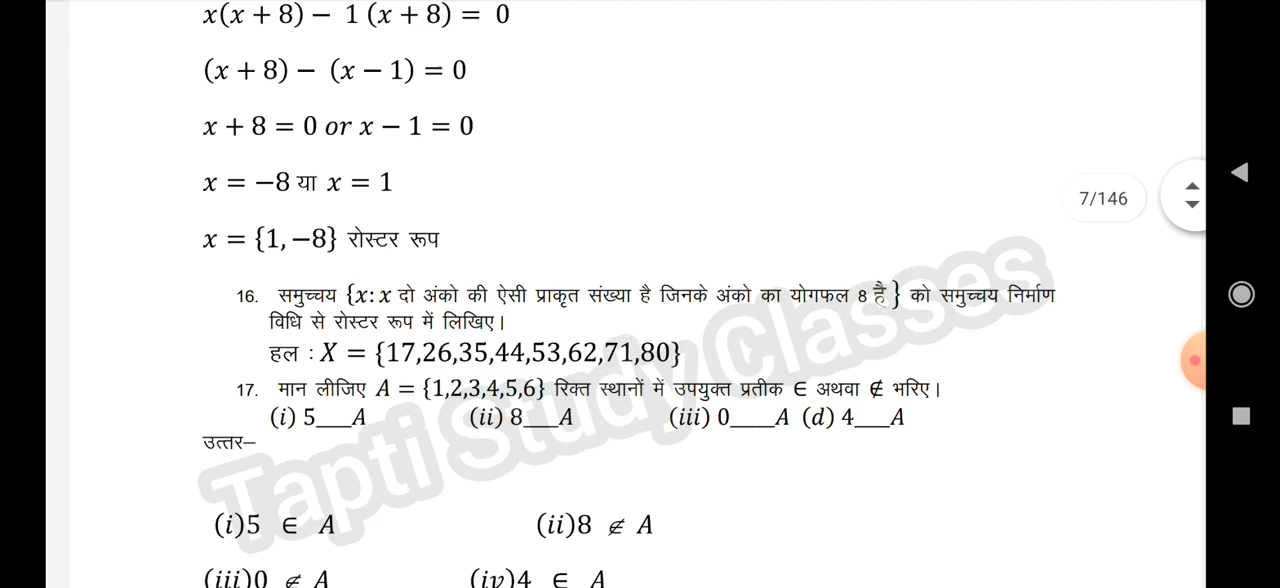 x(x + 8) − 1 (x + 8) = 0
(x + 8) − (x − 1) = 0
x + 8 = 0 or x − 1 = 0
x = −8 या x = 1
x = {1, −8} रोस्टर रूप
7/146
16. समुच्चय {x: x दो अंको की ऐसी प्राकृत संख्या है जिनके अंको का योगफल 8 है} को समुच्चय निर्माण
विधि से रोस्टर रूप में लिखिए।
हल : X = {17,26,35,44,53,62,71,80}
17. मान लीजिए A = {1,2,3,4,5,6} रिक्त स्थानों में उपयुक्त प्रतीक ∈ अथवा ∉ भरिए।
(i) 5___A (ii) 8___A (iii) 0____A (d) 4___A
उत्तर–
(i)5 ∈ A (ii)8 ∉ A
(iii)0 ∉ A (iv)4 ∈ A
Tapti Study Classes